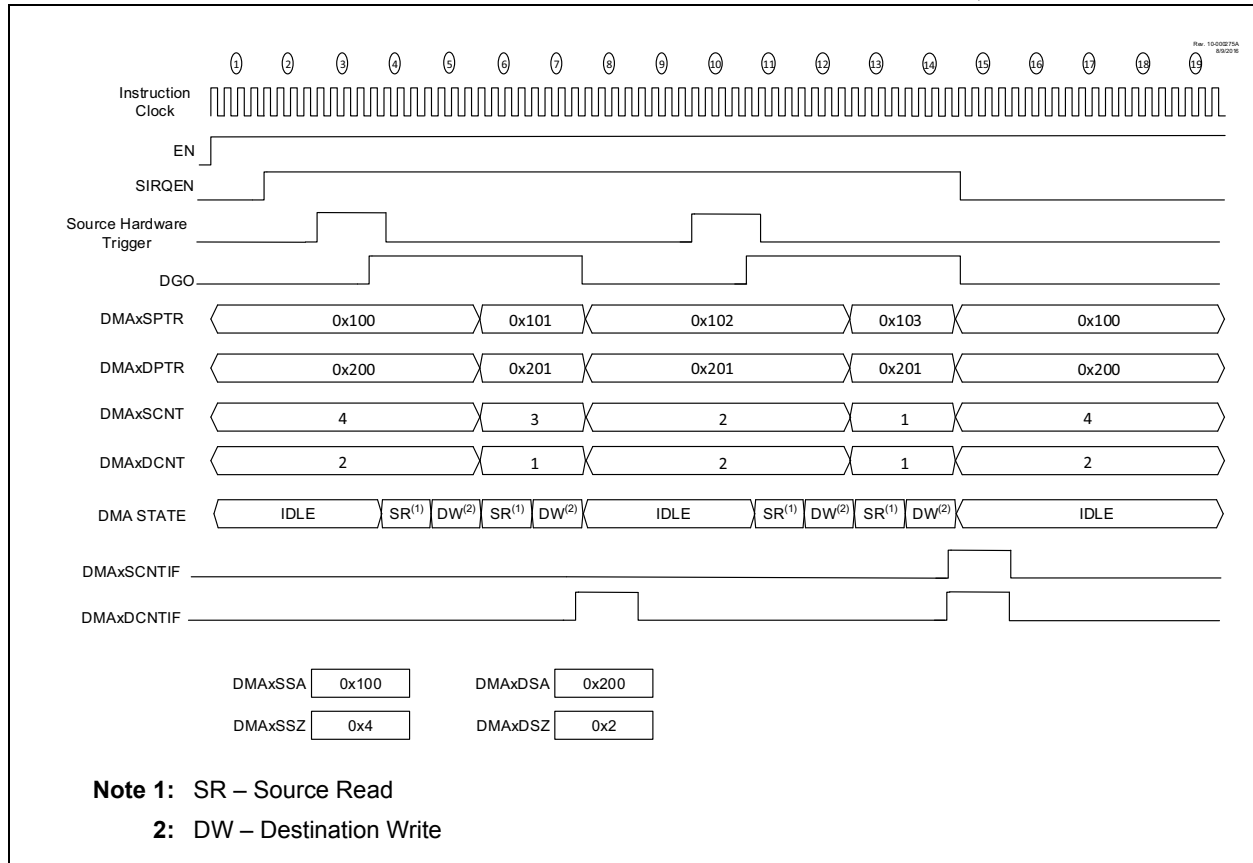 Rev. 10-000275A
8/9/2016
1 2 3 4 5 6 7 8 9 10 11 12 13 14 15 16 17 18 19
Instruction
Clock
EN
SIRQEN
Source Hardware
Trigger
DGO
DMAxSPTR 0x100 0x101 0x102 0x103 0x100
DMAxDPTR 0x200 0x201 0x201 0x201 0x200
DMAxSCNT 4 3 2 1 4
DMAxDCNT 2 1 2 1 2
DMA STATE IDLE SR(1) DW(2) SR(1) DW(2) IDLE SR(1) DW(2) SR(1) DW(2) IDLE
DMAxSCNTIF
DMAxDCNTIF
DMAxSSA 0x100 DMAxDSA 0x200
DMAxSSZ 0x4 DMAxDSZ 0x2
Note 1: SR – Source Read
2: DW – Destination Write